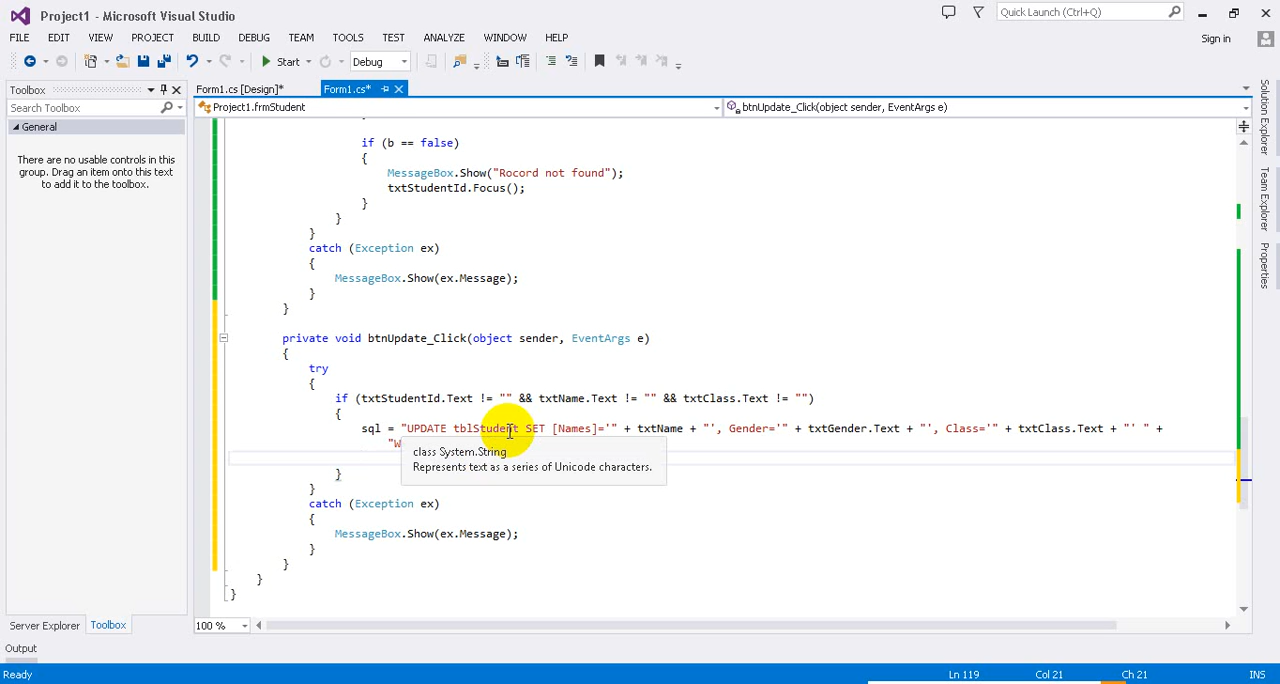 Project1 - Microsoft Visual Studio
Quick Launch (Ctrl+Q)
FILE EDIT VIEW PROJECT BUILD DEBUG TEAM TOOLS TEST ANALYZE WINDOW HELP
Sign in
Start Debug
Toolbox
Form1.cs [Design]* Form1.cs*
Search Toolbox
Project1.frmStudent btnUpdate_Click(object sender, EventArgs e)
General
There are no usable controls in this
group. Drag an item onto this text
to add it to the toolbox.
if (b == false)
{
MessageBox.Show("Rocord not found");
txtStudentId.Focus();
}
}
}
catch (Exception ex)
{
MessageBox.Show(ex.Message);
}
}
private void btnUpdate_Click(object sender, EventArgs e)
{
try
{
if (txtStudentId.Text != "" && txtName.Text != "" && txtClass.Text != "")
{
sql = "UPDATE tblStudent SET [Names]='" + txtName + "', Gender='" + txtGender.Text + "', Class='" + txtClass.Text + "' " +
"W
class System.String
Represents text as a series of Unicode characters.
}
}
catch (Exception ex)
{
MessageBox.Show(ex.Message);
}
}
}
}
Solution Explorer
Team Explorer
Properties
100 %
Server Explorer Toolbox
Output
Ready Ln 119 Col 21 Ch 21 INS